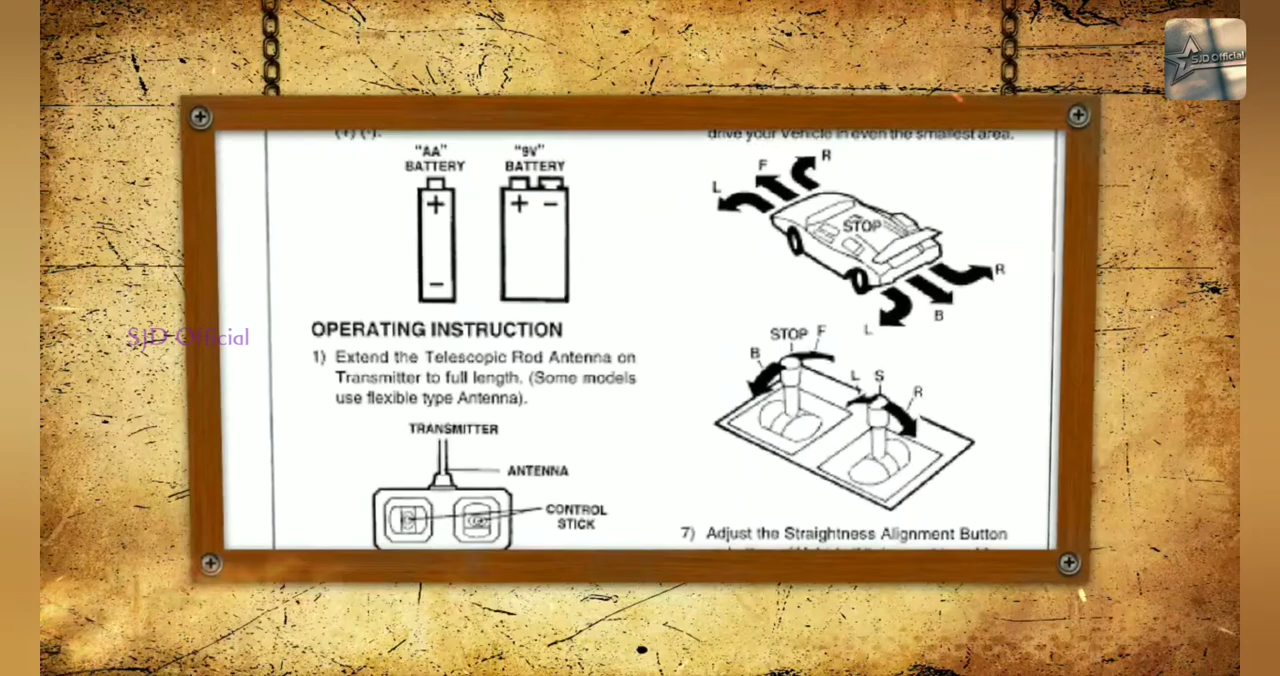 SJD Official
(+) (-).
"AA"
BATTERY
"9V"
BATTERY
+
-
+ -
OPERATING INSTRUCTION
1) Extend the Telescopic Rod Antenna on
Transmitter to full length. (Some models
use flexible type Antenna).
TRANSMITTER
ANTENNA
CONTROL
STICK
drive your Vehicle in even the smallest area.
L F R
STOP
R
B
L
STOP F
B
L S
R
7) Adjust the Straightness Alignment Button
SJD Official